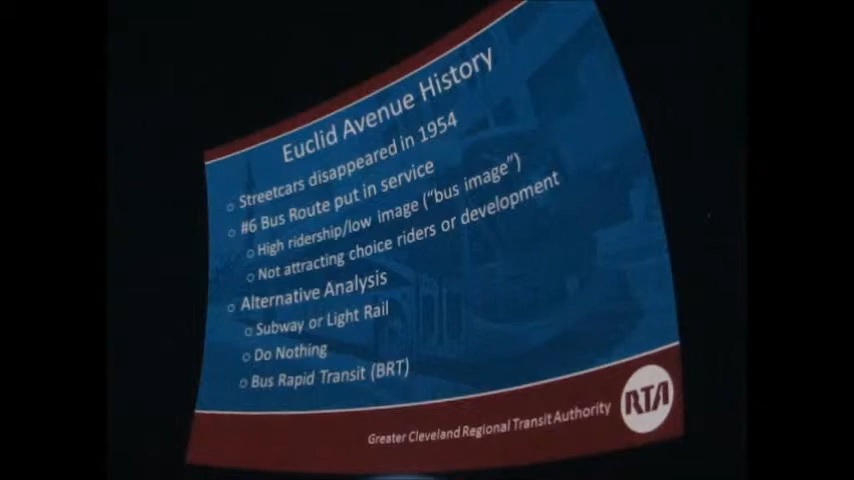 Euclid Avenue History
○ Streetcars disappeared in 1954
○ #6 Bus Route put in service
○ High ridership/low image ("bus image")
○ Not attracting choice riders or development
○ Alternative Analysis
○ Subway or Light Rail
○ Do Nothing
○ Bus Rapid Transit (BRT)
Greater Cleveland Regional Transit Authority
RTA